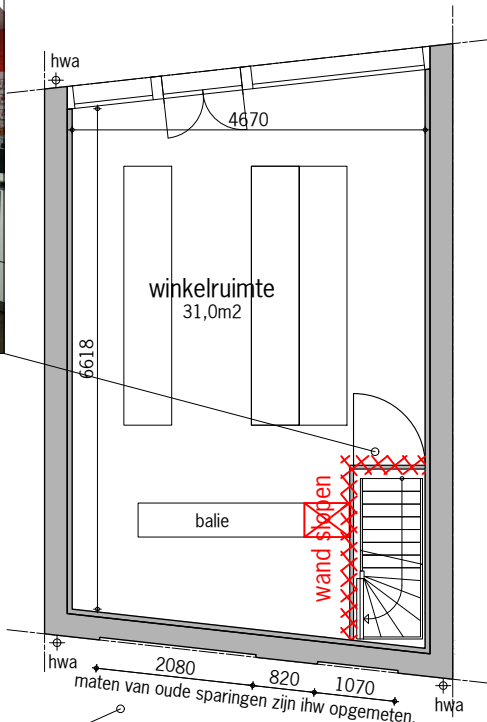 hwa
4670
winkelruimte
31,0m2
6618
wand slopen
balie
hwa
2080
820
1070
maten van oude sparingen zijn ihw opgemeten.
hwa